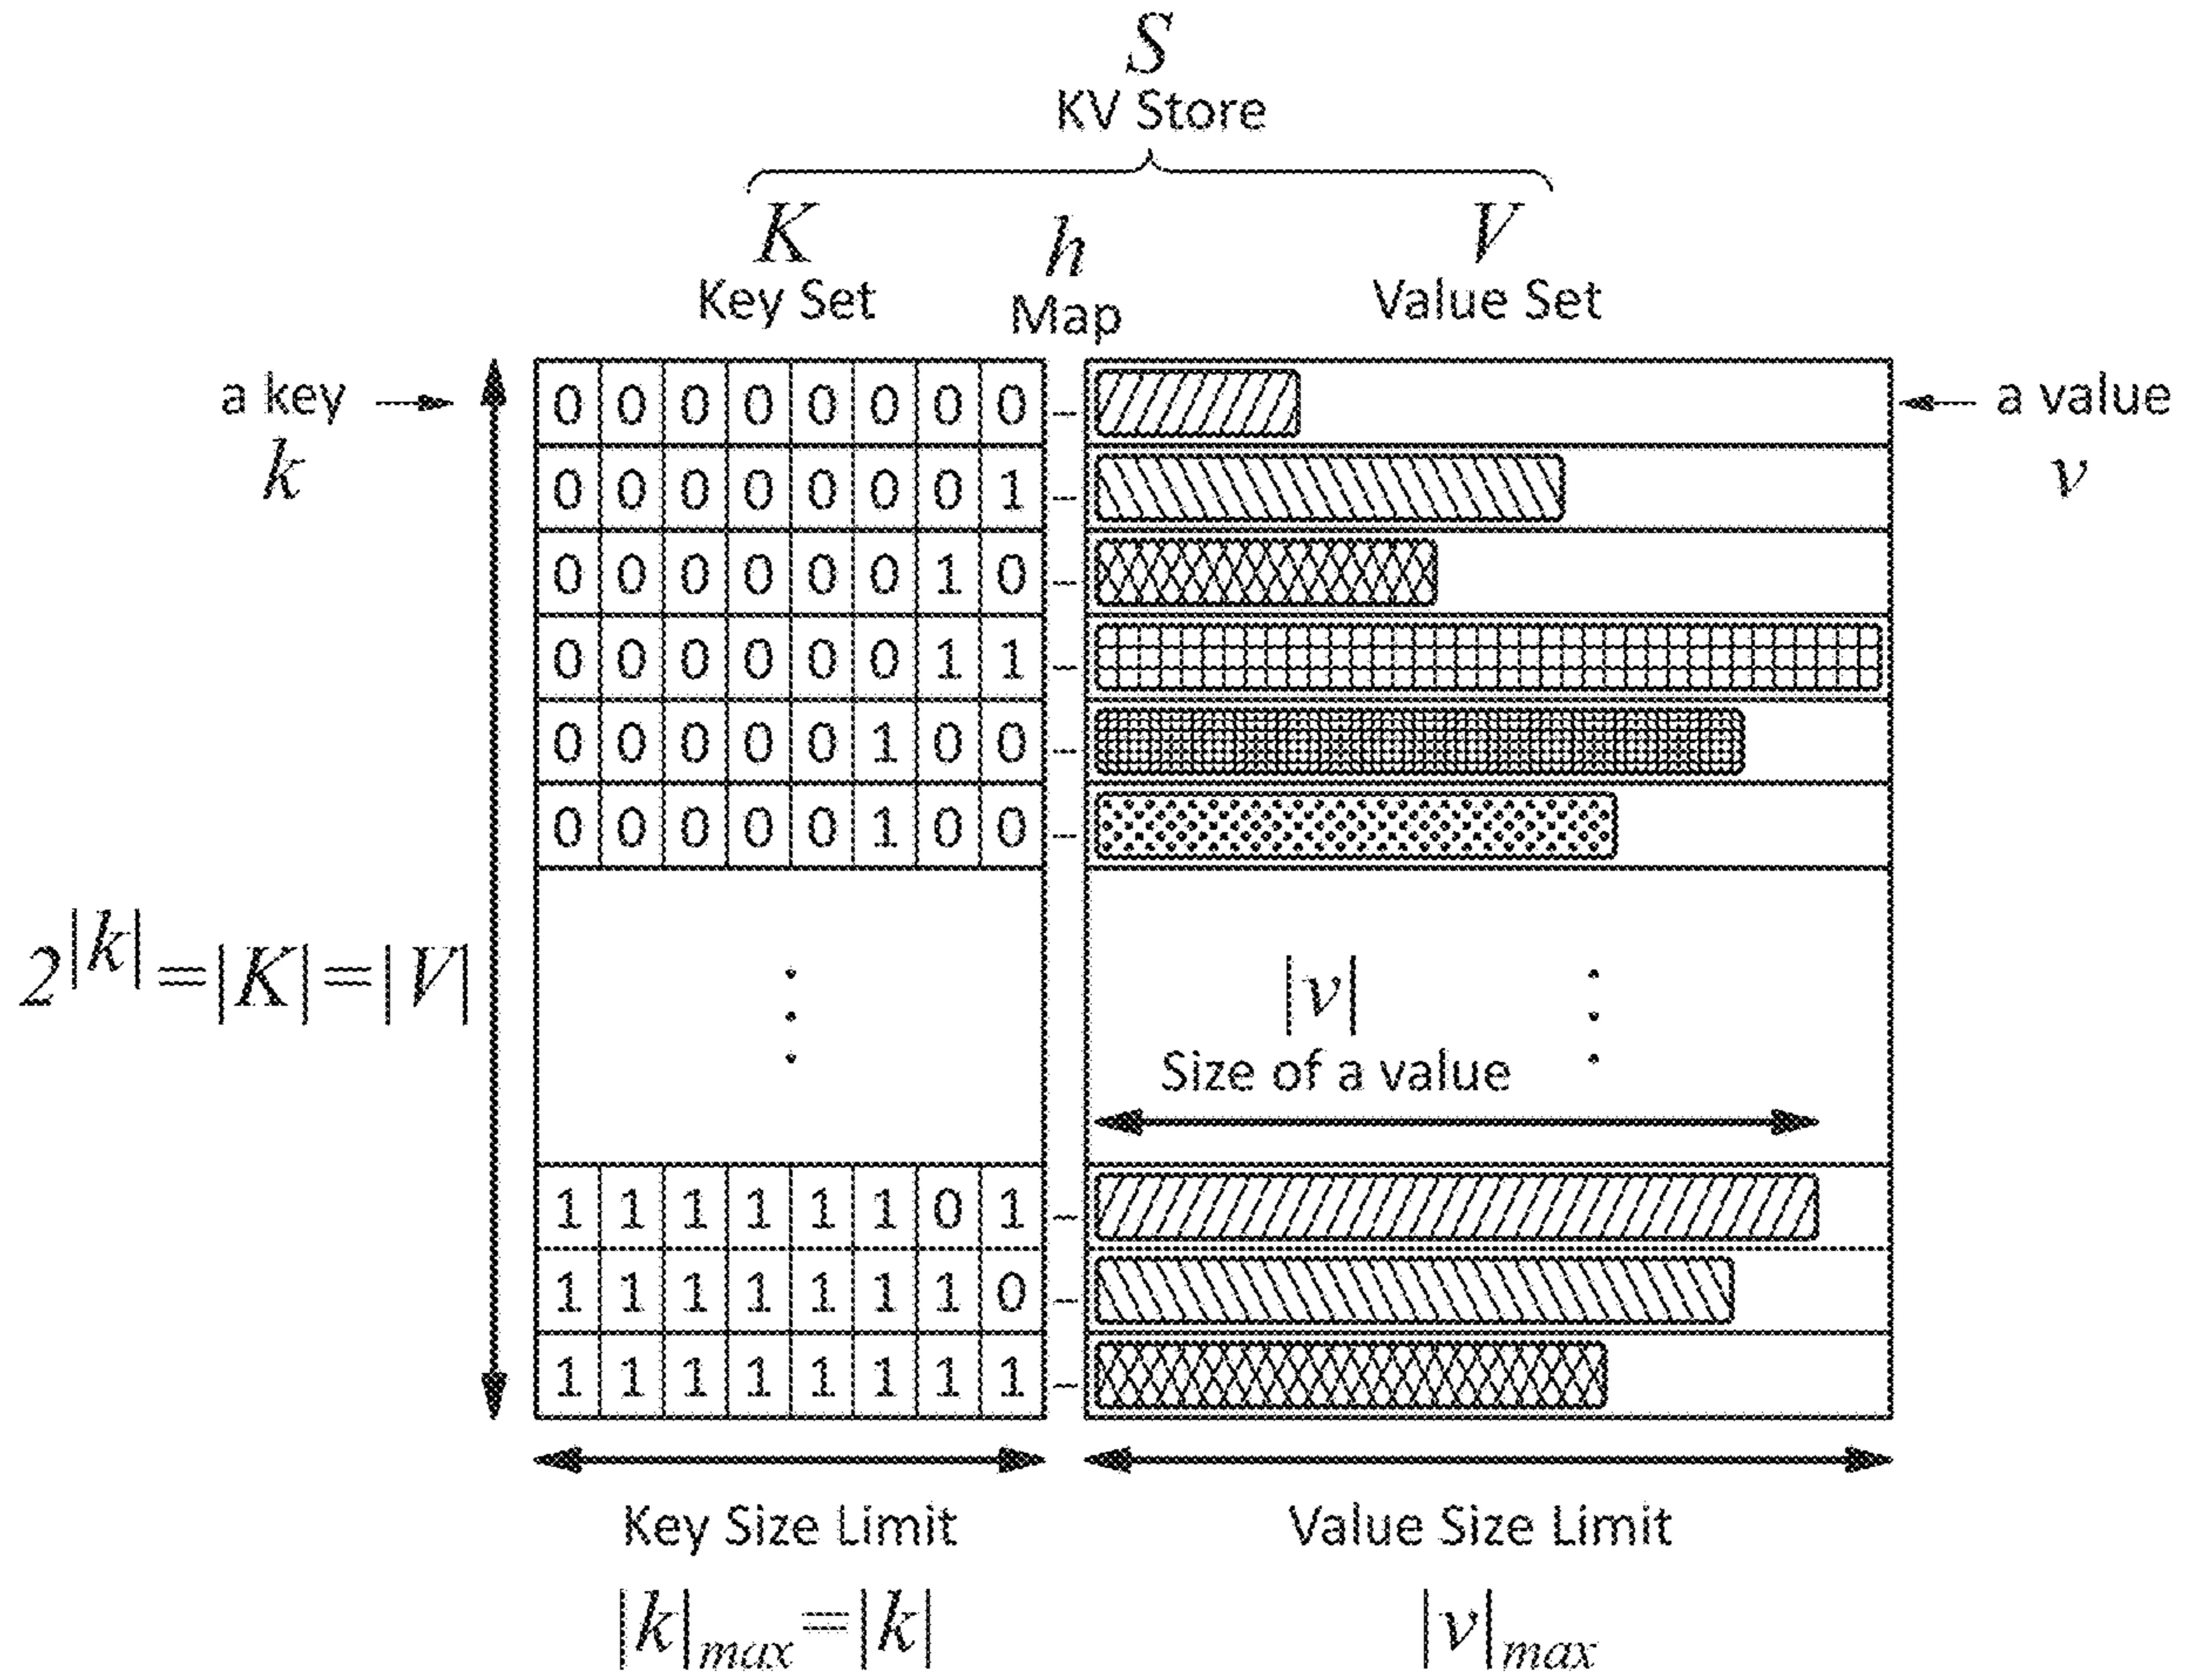 S
KV Store
K h V
Key Set Map Value Set
a key 0 0 0 0 0 0 0 0 a value
k v
0 0 0 0 0 0 0 1
0 0 0 0 0 0 1 0
0 0 0 0 0 0 1 1
0 0 0 0 0 1 0 0
0 0 0 0 0 1 0 0
2^|k|=|K|=|V|
|v|
Size of a value
1 1 1 1 1 1 0 1
1 1 1 1 1 1 1 0
1 1 1 1 1 1 1 1
Key Size Limit Value Size Limit
|k|max=|k| |v|max